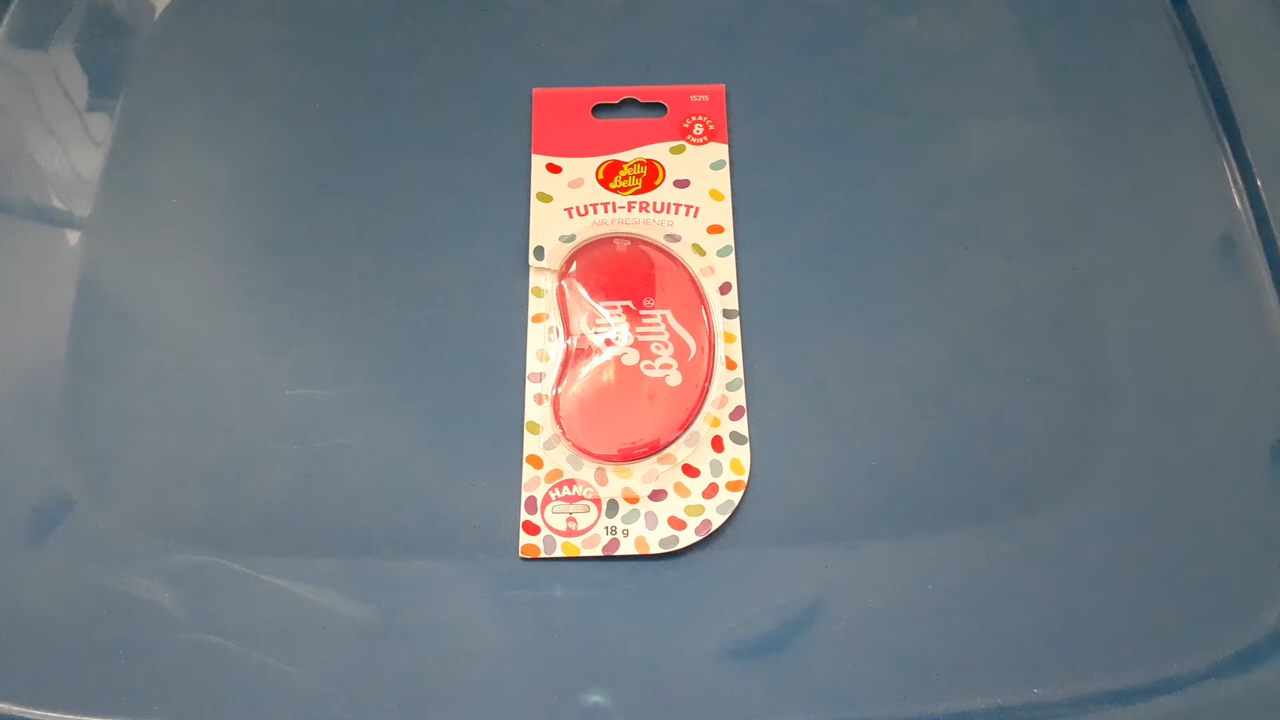 15215
SCRATCH
&
SNIFF
Jelly
Belly
TUTTI-FRUITTI
AIR FRESHENER
Jelly
Belly®
HANG
18 g